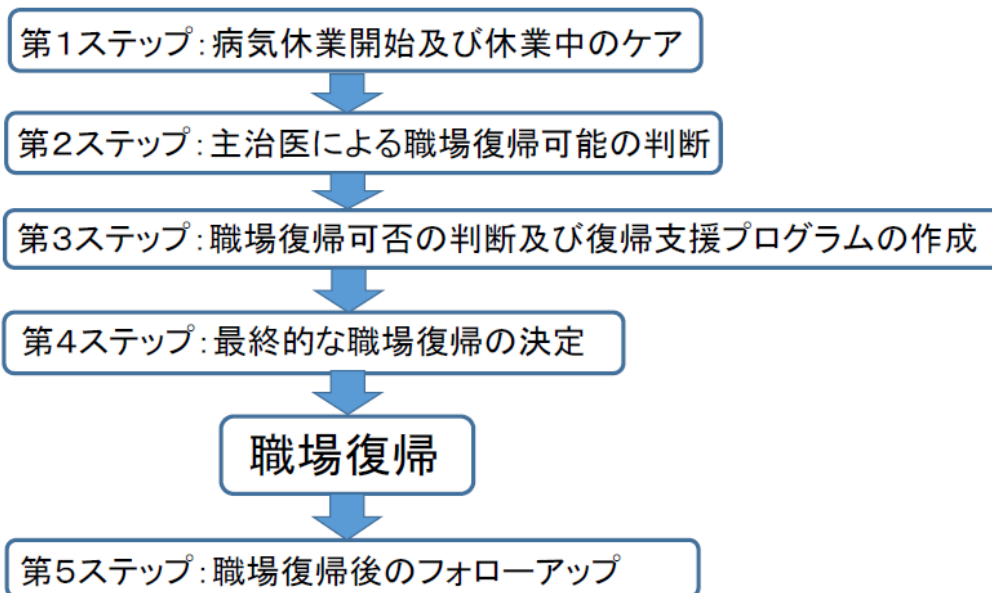 第1ステップ:病気休業開始及び休業中のケア
第2ステップ:主治医による職場復帰可能の判断
第3ステップ:職場復帰可否の判断及び復帰支援プログラムの作成
第4ステップ:最終的な職場復帰の決定
職場復帰
第5ステップ:職場復帰後のフォローアップ